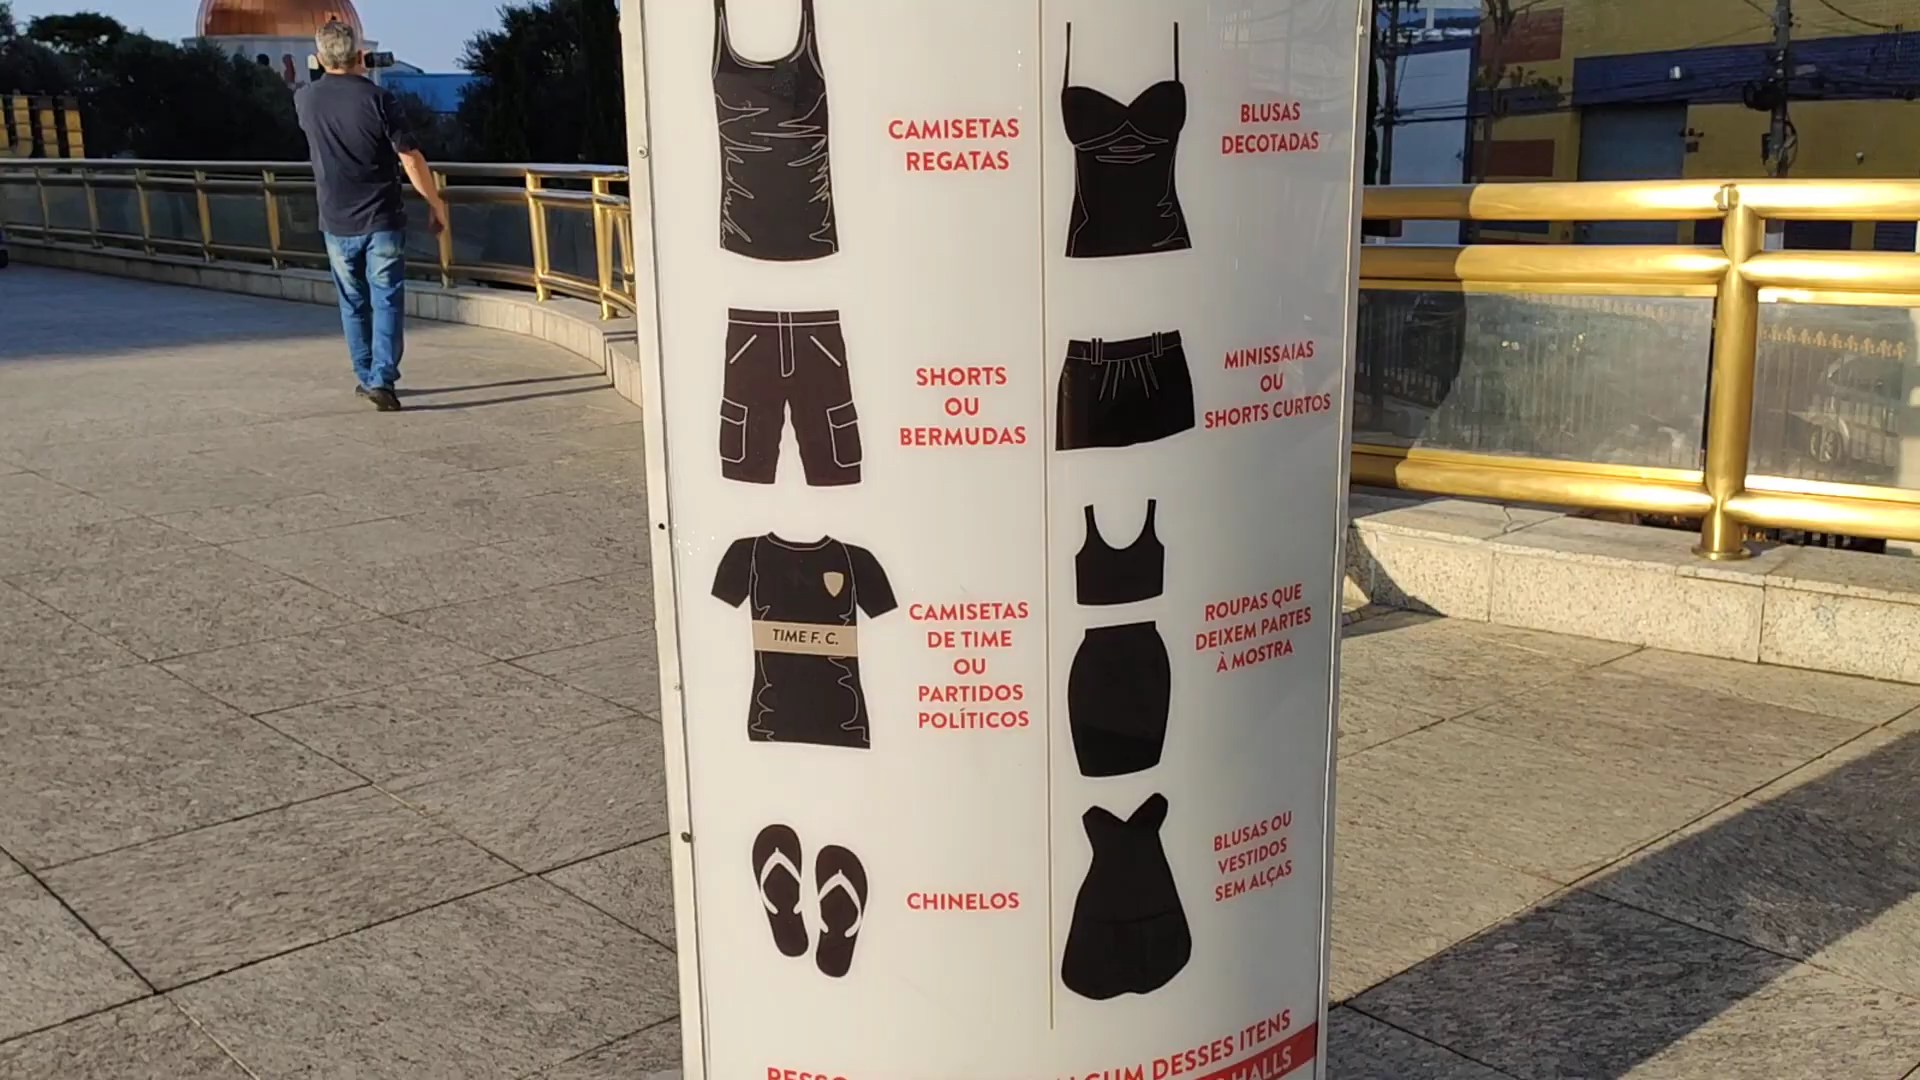 CAMISETAS
REGATAS
SHORTS
OU
BERMUDAS
TIME F. C.
CAMISETAS
DE TIME
OU
PARTIDOS
POLÍTICOS
CHINELOS
BLUSAS
DECOTADAS
MINISSAIAS
OU
SHORTS CURTOS
ROUPAS QUE
DEIXEM PARTES
À MOSTRA
BLUSAS OU
VESTIDOS
SEM ALÇAS
DESSES ITENS